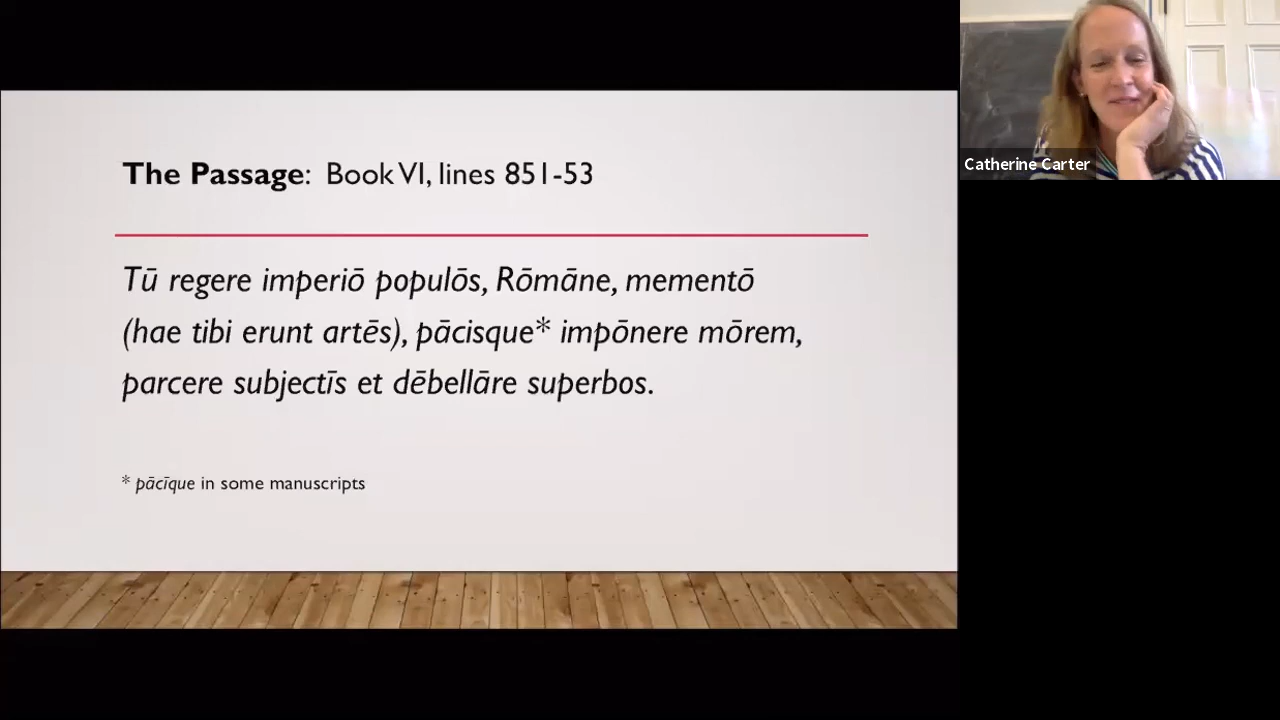 The Passage: Book VI, lines 851-53
Tū regere imperiō populōs, Rōmāne, mementō
(hae tibi erunt artēs), pācisque* impōnere mōrem,
parcere subjectīs et dēbellāre superbos.
* pācīque in some manuscripts
Catherine Carter